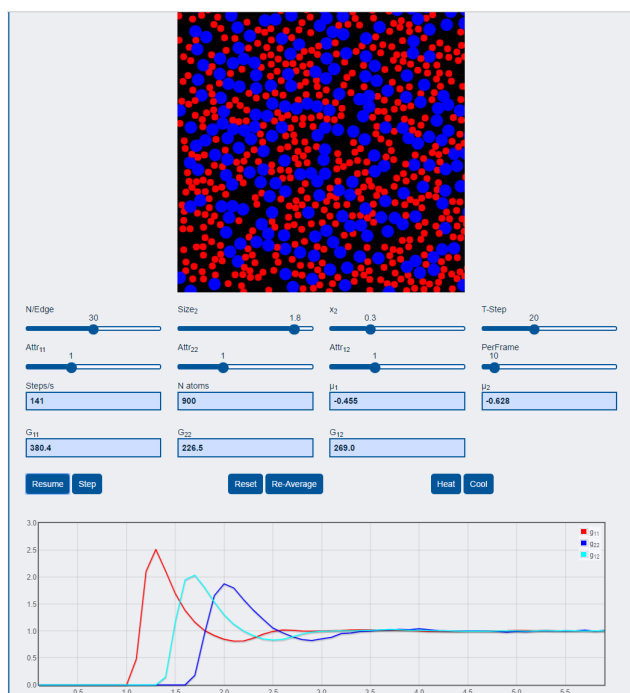 N/Edge Size₂ x₂ T-Step
30 1.8 0.3 20
Attr₁₁ Attr₂₂ Attr₁₂ PerFrame
1 1 1 10
Steps/s N atoms μ₁ μ₂
141 900 -0.455 -0.628
G₁₁ G₂₂ G₁₂
380.4 226.5 269.0
Resume Step Reset Re-Average Heat Cool
3.0
g₁₁
2.5
g₂₂
g₁₂
2.0
1.5
1.0
0.5
0.0
0.5 1.0 1.5 2.0 2.5 3.0 3.5 4.0 4.5 5.0 5.5